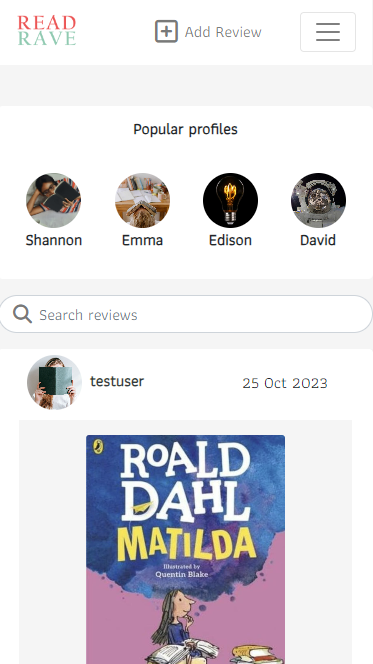 READ
RAVE
Add Review
Popular profiles
Shannon Emma Edison David
Search reviews
testuser
25 Oct 2023
ROALD
DAHL
MATILDA
Illustrated by
Quentin Blake